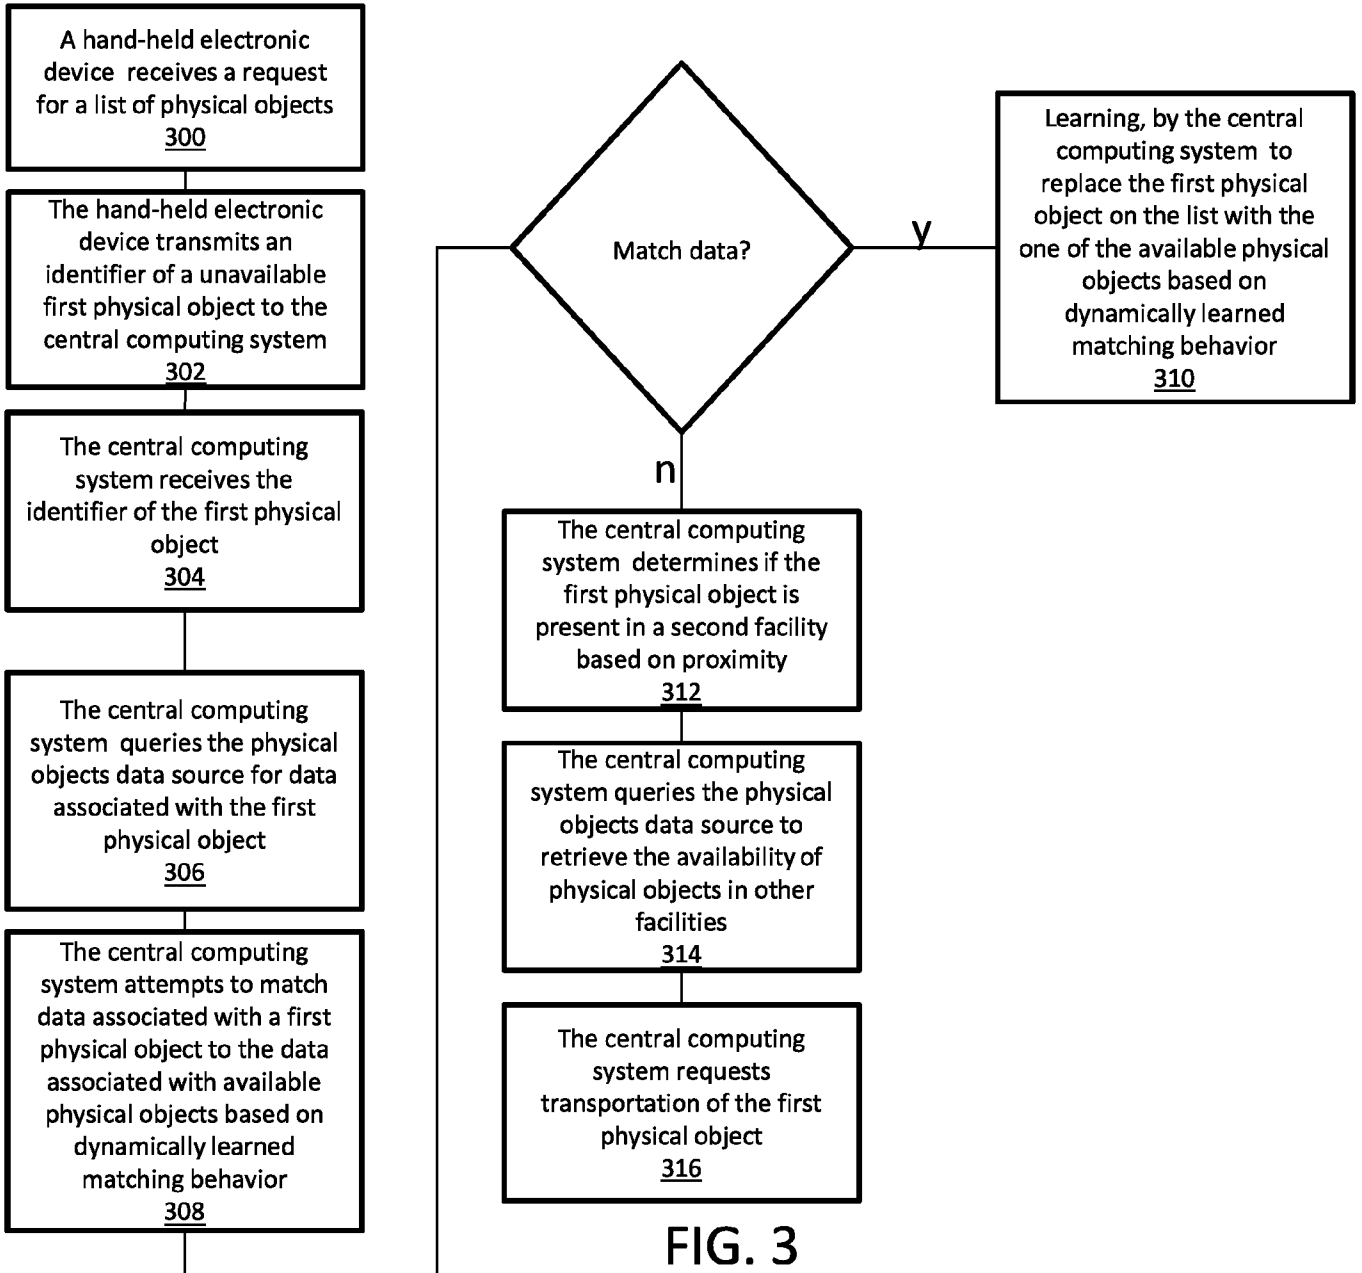 A hand-held electronic
device receives a request
for a list of physical objects
300
The hand-held electronic
device transmits an
identifier of a unavailable
first physical object to the
central computing system
302
The central computing
system receives the
identifier of the first physical
object
304
The central computing
system queries the physical
objects data source for data
associated with the first
physical object
306
The central computing
system attempts to match
data associated with a first
physical object to the data
associated with available
physical objects based on
dynamically learned
matching behavior
308
Match data?
y
Learning, by the central
computing system to
replace the first physical
object on the list with the
one of the available physical
objects based on
dynamically learned
matching behavior
310
n
The central computing
system determines if the
first physical object is
present in a second facility
based on proximity
312
The central computing
system queries the physical
objects data source to
retrieve the availability of
physical objects in other
facilities
314
The central computing
system requests
transportation of the first
physical object
316
FIG. 3